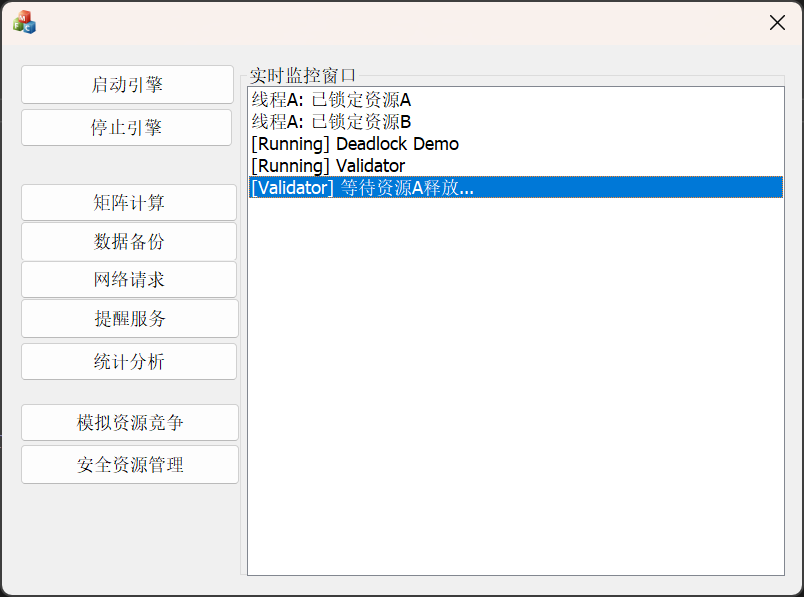 启动引擎
停止引擎
矩阵计算
数据备份
网络请求
提醒服务
统计分析
模拟资源竞争
安全资源管理
实时监控窗口
线程A: 已锁定资源A
线程A: 已锁定资源B
[Running] Deadlock Demo
[Running] Validator
[Validator] 等待资源A释放...